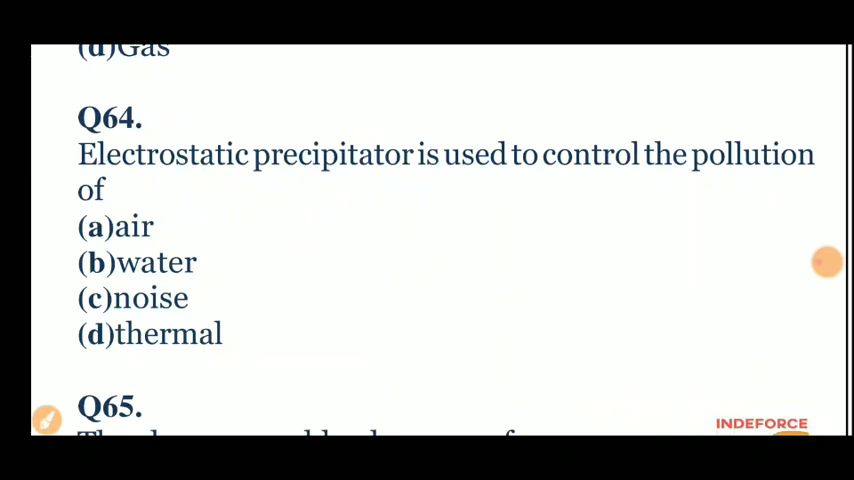 (d)Gas
Q64.
Electrostatic precipitator is used to control the pollution
of
(a)air
(b)water
(c)noise
(d)thermal
Q65.
INDEFORCE